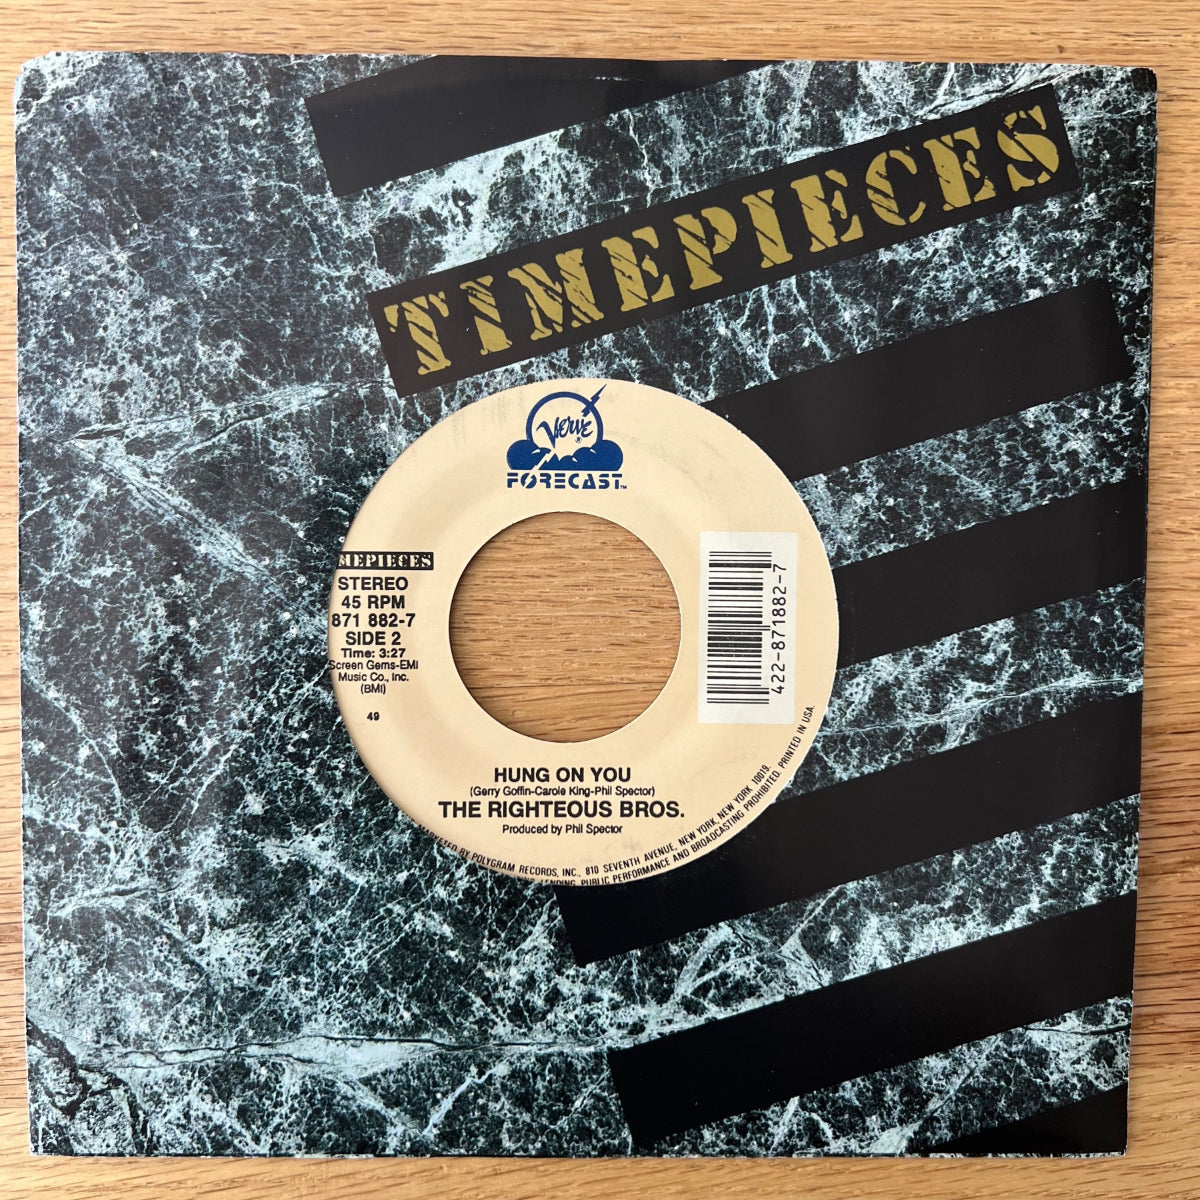 TIMEPIECES
Verve ®
FORECAST™
MEPIECES
STEREO
45 RPM
871 882-7
SIDE 2
Time: 3:27
Screen Gems-EMI
Music Co., Inc.
(BMI)
49
422-871882-7
HUNG ON YOU
(Gerry Goffin-Carole King-Phil Spector)
THE RIGHTEOUS BROS.
Produced by Phil Spector
BY POLYGRAM RECORDS, INC., 810 SEVENTH AVENUE, NEW YORK, NEW YORK 10019.
LENDING, PUBLIC PERFORMANCE AND BROADCASTING PROHIBITED. PRINTED IN USA.